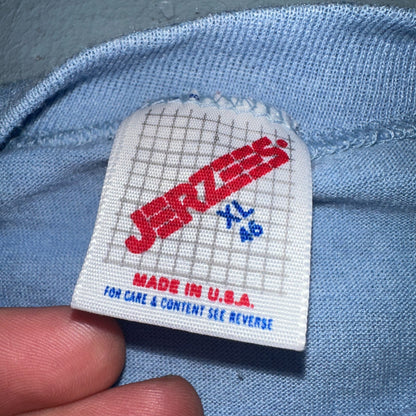 JERZEES
XL
46
MADE IN U.S.A.
FOR CARE & CONTENT SEE REVERSE